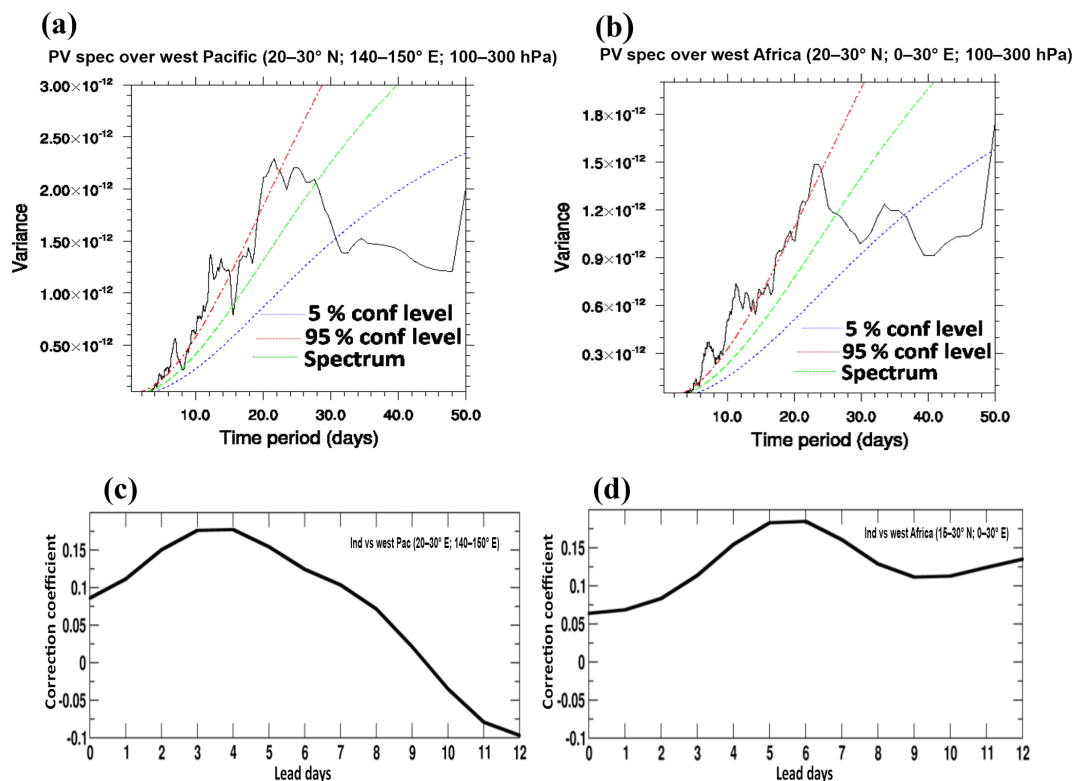 (a)
PV spec over west Pacific (20–30° N; 140–150° E; 100–300 hPa)
3.00×10⁻¹²
2.50×10⁻¹²
2.00×10⁻¹²
1.50×10⁻¹²
1.00×10⁻¹²
0.50×10⁻¹²
Variance
5 % conf level
95 % conf level
Spectrum
10.0 20.0 30.0 40.0 50.0
Time period (days)
(b)
PV spec over west Africa (20–30° N; 0–30° E; 100–300 hPa)
1.8×10⁻¹²
1.5×10⁻¹²
1.2×10⁻¹²
0.9×10⁻¹²
0.6×10⁻¹²
0.3×10⁻¹²
Variance
5 % conf level
95 % conf level
Spectrum
10.0 20.0 30.0 40.0 50.0
Time period (days)
(c)
Ind vs west Pac (20–30° E; 140–150° E)
0.15
0.1
0.05
0
-0.05
-0.1
Correction coefficient
0 1 2 3 4 5 6 7 8 9 10 11 12
Lead days
(d)
Ind vs west Africa (15–30° N; 0–30° E)
0.15
0.1
0.05
0
-0.05
-0.1
Correction coefficient
0 1 2 3 4 5 6 7 8 9 10 11 12
Lead days